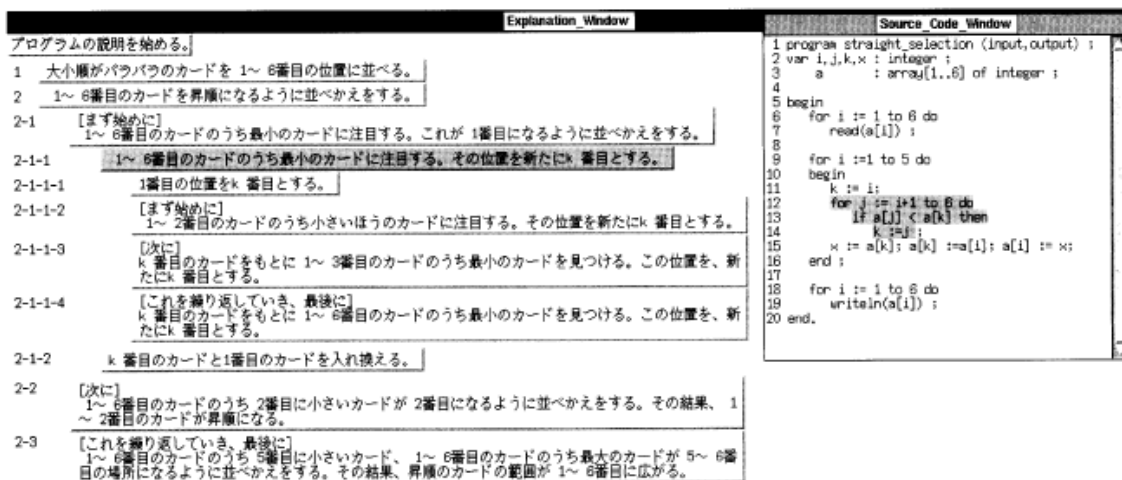 Explanation_Window
プログラムの説明を始める。
1 大小順がバラバラのカードを 1～ 6番目の位置に並べる。
2 1～ 6番目のカードを昇順になるように並べかえをする。
2-1 [まず始めに]
1～ 6番目のカードのうち最小のカードに注目する。これが 1番目になるように並べかえをする。
2-1-1 1～ 6番目のカードのうち最小のカードに注目する。その位置を新たにk 番目とする。
2-1-1-1 1番目の位置をk 番目とする。
2-1-1-2 [まず始めに]
1～ 2番目のカードのうち小さいほうのカードに注目する。その位置を新たにk 番目とする。
2-1-1-3 [次に]
k 番目のカードをもとに 1～ 3番目のカードのうち最小のカードを見つける。この位置を、新
たにk 番目とする。
2-1-1-4 [これを繰り返していき、最後に]
k 番目のカードをもとに 1～ 6番目のカードのうち最小のカードを見つける。この位置を、新
たにk 番目とする。
2-1-2 k 番目のカードと1番目のカードを入れ換える。
2-2 [次に]
1～ 6番目のカードのうち 2番目に小さいカードが 2番目になるように並べかえをする。その結果、 1
～ 2番目のカードが昇順になる。
2-3 [これを繰り返していき、最後に]
1～ 6番目のカードのうち 5番目に小さいカード、 1～ 6番目のカードのうち最大のカードが 5～ 6番
目の場所になるように並べかえをする。その結果、昇順のカードの範囲が 1～ 6番目に広がる。
Source_Code_Window
1 program straight_selection (input,output) ;
2 var i,j,k,x : integer ;
3 a : array[1..6] of integer ;
4
5 begin
6 for i := 1 to 6 do
7 read(a[i]) ;
8
9 for i :=1 to 5 do
10 begin
11 k := i;
12 for j := i+1 to 6 do
13 if a[j] < a[k] then
14 k :=j ;
15 x := a[k]; a[k] :=a[i]; a[i] := x;
16 end ;
17
18 for i := 1 to 6 do
19 writeln(a[i]) ;
20 end.